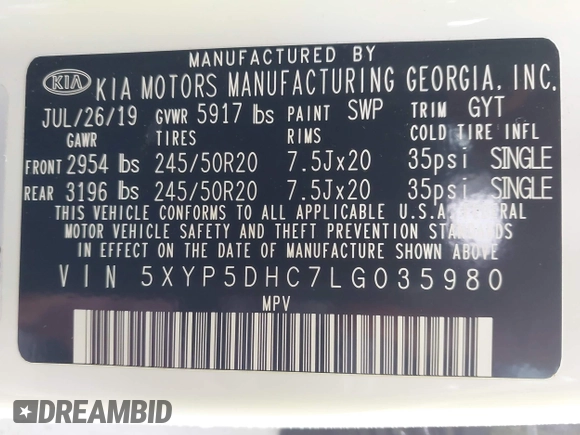 MANUFACTURED BY
KIA KIA MOTORS MANUFACTURING GEORGIA, INC.
JUL/26/19 GVWR 5917 lbs PAINT SWP TRIM GYT
GAWR TIRES RIMS COLD TIRE INFL
FRONT 2954 lbs 245/50R20 7.5Jx20 35psi SINGLE
REAR 3196 lbs 245/50R20 7.5Jx20 35psi SINGLE
THIS VEHICLE CONFORMS TO ALL APPLICABLE U.S.A. FEDERAL
MOTOR VEHICLE SAFETY AND THEFT PREVENTION STANDARDS
IN EFFECT ON THE DATE OF MANUFACTURE SHOWN ABOVE.
VIN 5XYP5DHC7LG035980
MPV
DREAMBID